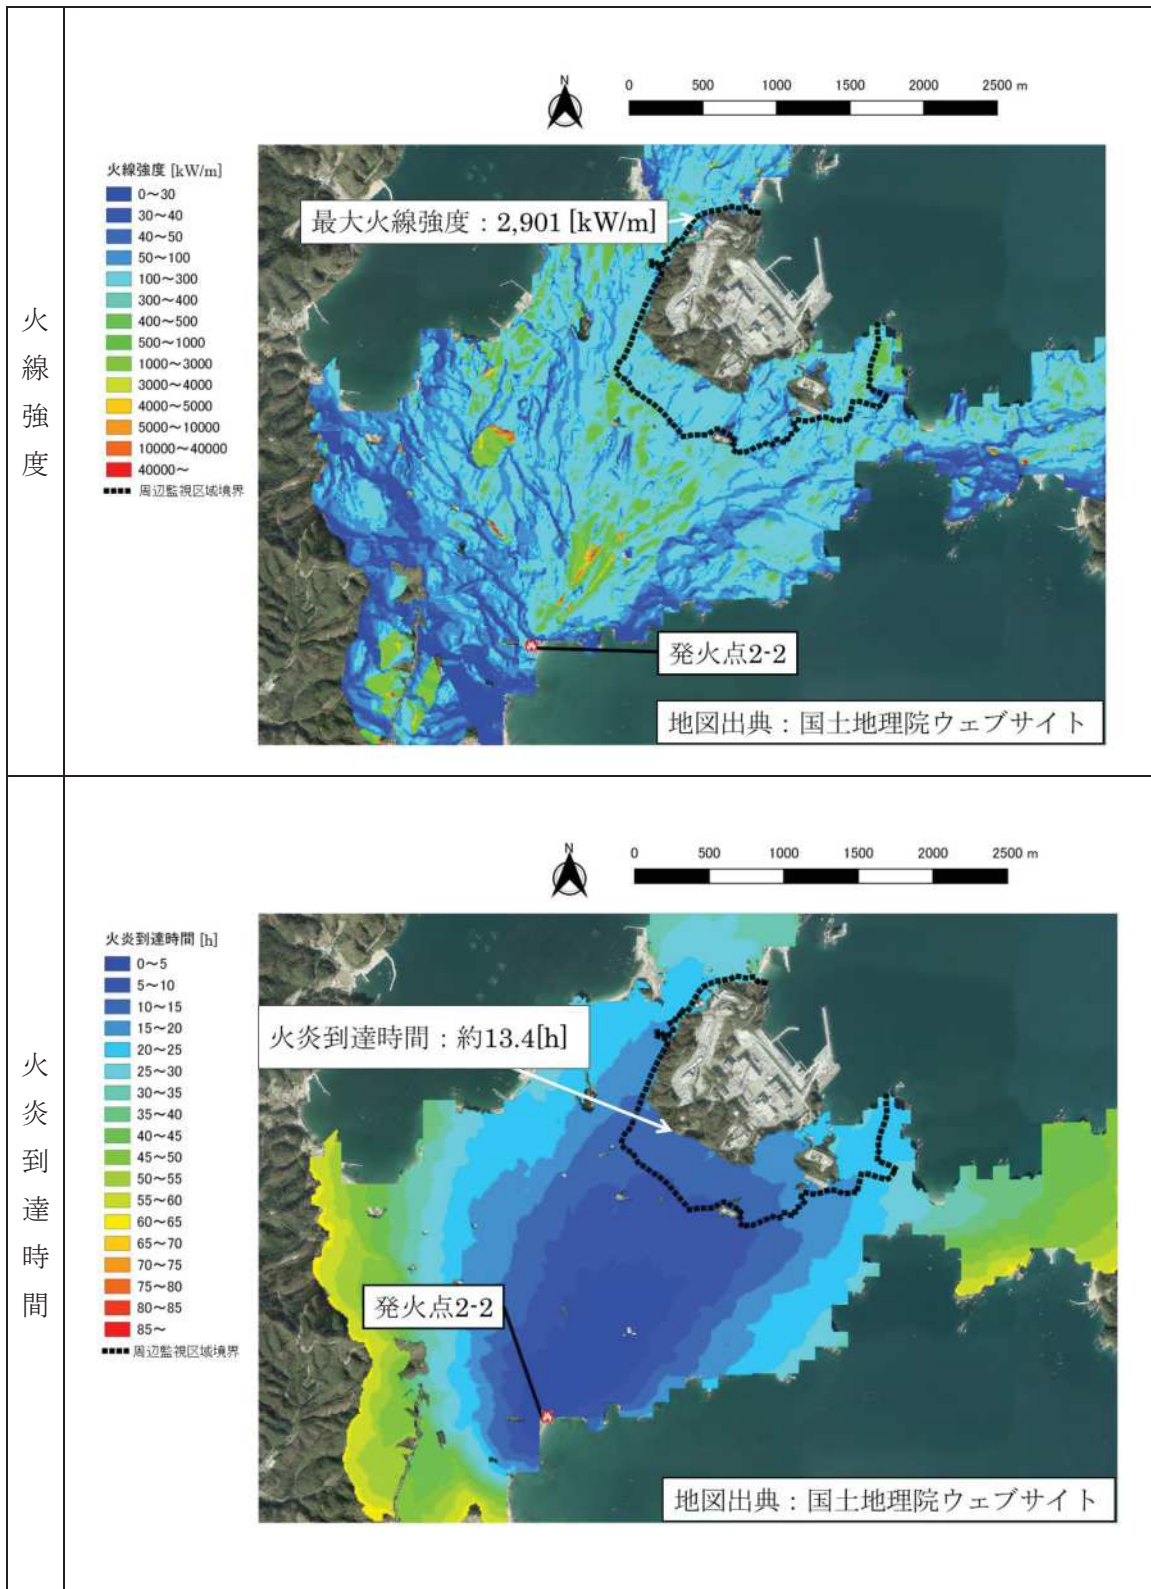 火線強度
N
0 500 1000 1500 2000 2500 m
火線強度 [kW/m]
0～30
30～40
40～50
50～100
100～300
300～400
400～500
500～1000
1000～3000
3000～4000
4000～5000
5000～10000
10000～40000
40000～
周辺監視区域境界
最大火線強度：2,901 [kW/m]
発火点2-2
地図出典：国土地理院ウェブサイト
火炎到達時間
N
0 500 1000 1500 2000 2500 m
火炎到達時間 [h]
0～5
5～10
10～15
15～20
20～25
25～30
30～35
35～40
40～45
45～50
50～55
55～60
60～65
65～70
70～75
75～80
80～85
85～
周辺監視区域境界
火炎到達時間：約13.4[h]
発火点2-2
地図出典：国土地理院ウェブサイト